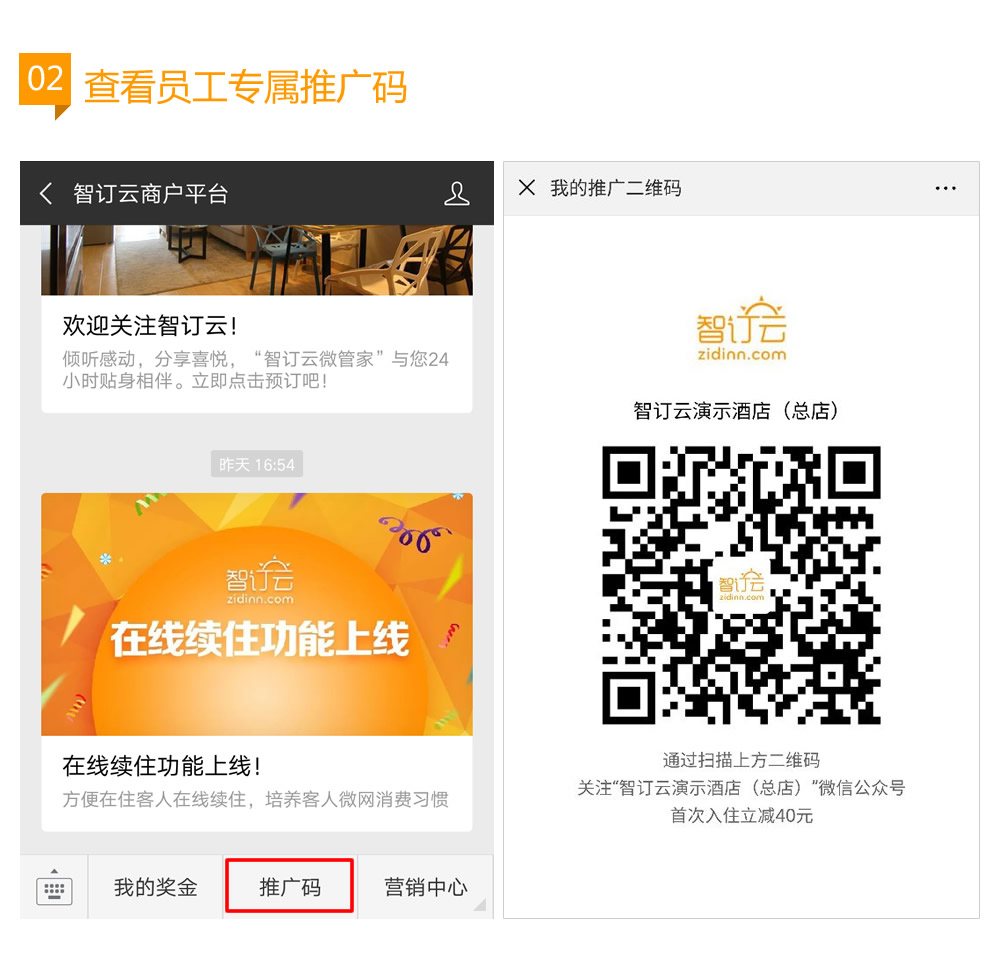 02
查看员工专属推广码
智订云商户平台
欢迎关注智订云！
倾听感动，分享喜悦，“智订云微管家”与您24
小时贴身相伴。立即点击预订吧！
昨天 16:54
智订云
zidinn.com
在线续住功能上线
在线续住功能上线！
方便在住客人在线续住，培养客人微网消费习惯
我的奖金
推广码
营销中心
我的推广二维码
智订云
zidinn.com
智订云演示酒店（总店）
智订云
zidinn.com
通过扫描上方二维码
关注“智订云演示酒店（总店）”微信公众号
首次入住立减40元